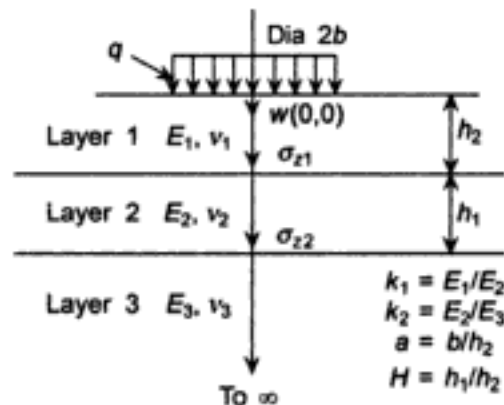 Dia 2b
q
w(0,0)
Layer 1 E₁, ν₁
h₂
σz1
Layer 2 E₂, ν₂
h₁
σz2
k₁ = E₁/E₂
Layer 3 E₃, ν₃
k₂ = E₂/E₃
a = b/h₂
H = h₁/h₂
To ∞